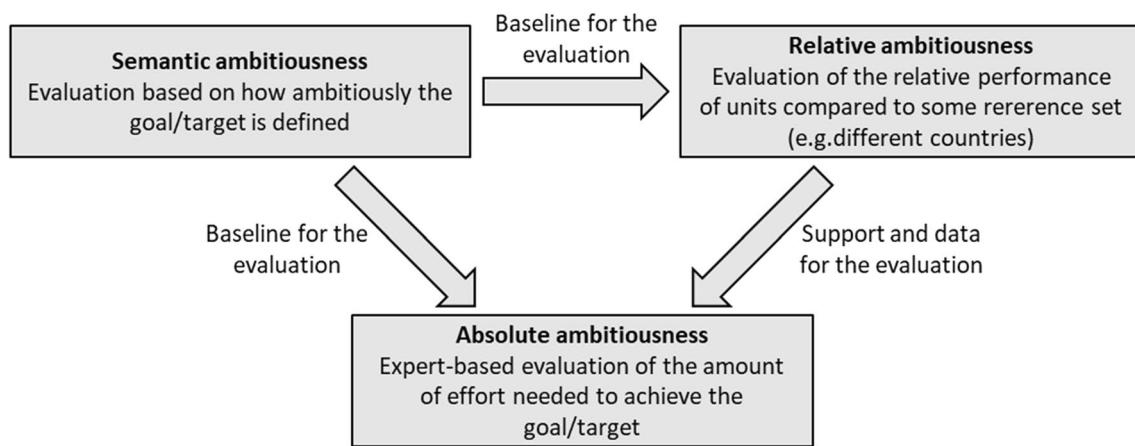 Baseline for the
evaluation
Semantic ambitiousness
Evaluation based on how ambitiously the
goal/target is defined
Relative ambitiousness
Evaluation of the relative performance
of units compared to some rererence set
(e.g.different countries)
Baseline for the
evaluation
Support and data
for the evaluation
Absolute ambitiousness
Expert-based evaluation of the amount
of effort needed to achieve the
goal/target